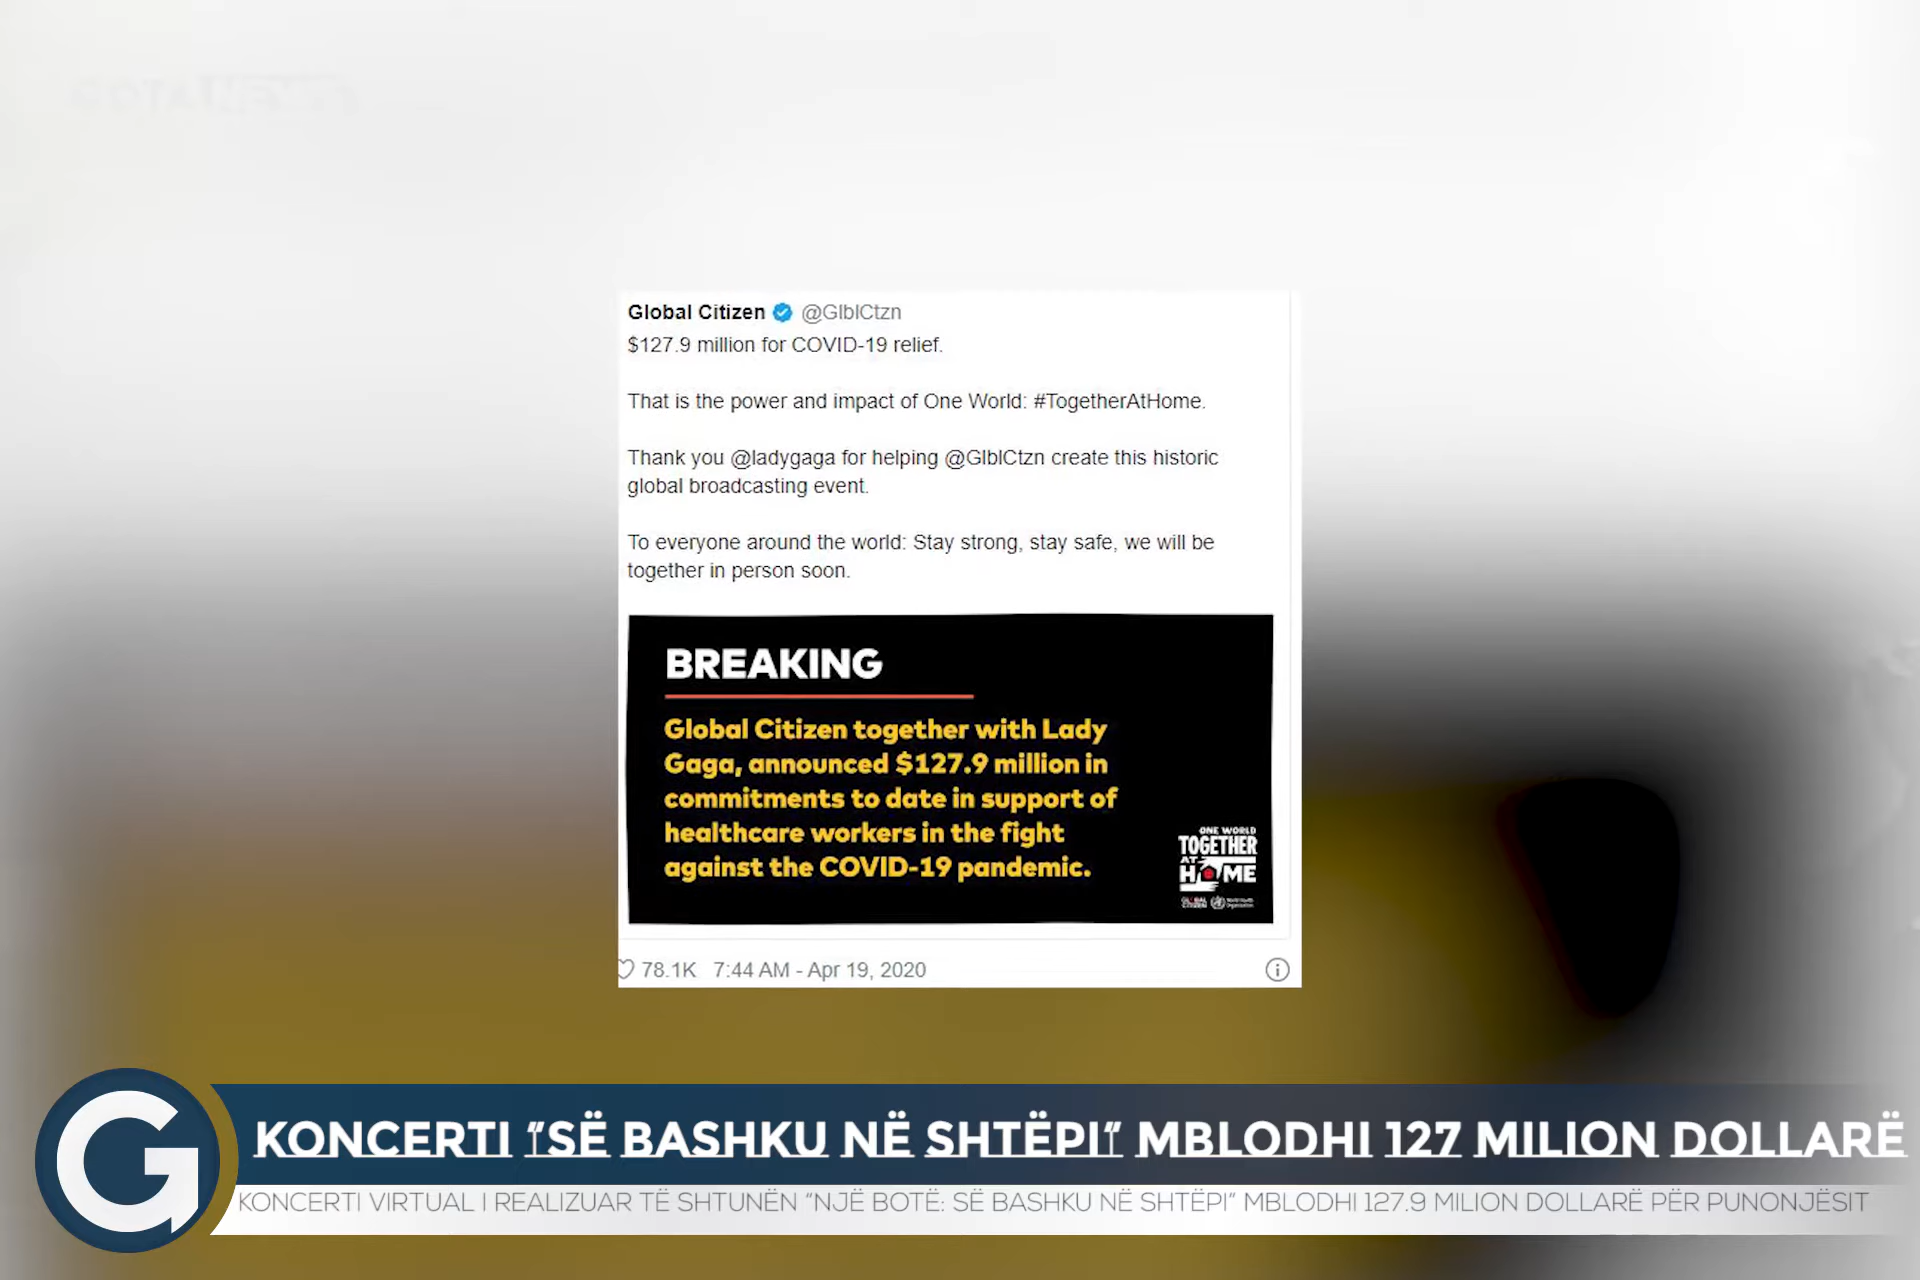 Global Citizen @GlblCtzn
$127.9 million for COVID-19 relief.
That is the power and impact of One World: #TogetherAtHome.
Thank you @ladygaga for helping @GlblCtzn create this historic
global broadcasting event.
To everyone around the world: Stay strong, stay safe, we will be
together in person soon.
BREAKING
Global Citizen together with Lady
Gaga, announced $127.9 million in
commitments to date in support of
healthcare workers in the fight
against the COVID-19 pandemic.
ONE WORLD
TOGETHER
AT
HOME
GLOBAL
CITIZEN
World Health
Organization
78.1K 7:44 AM - Apr 19, 2020
G
KONCERTI "SË BASHKU NË SHTËPI" MBLODHI 127 MILION DOLLARË
KONCERTI VIRTUAL I REALIZUAR TË SHTUNËN "NJË BOTË: SË BASHKU NË SHTËPI" MBLODHI 127.9 MILION DOLLARË PËR PUNONJËSIT